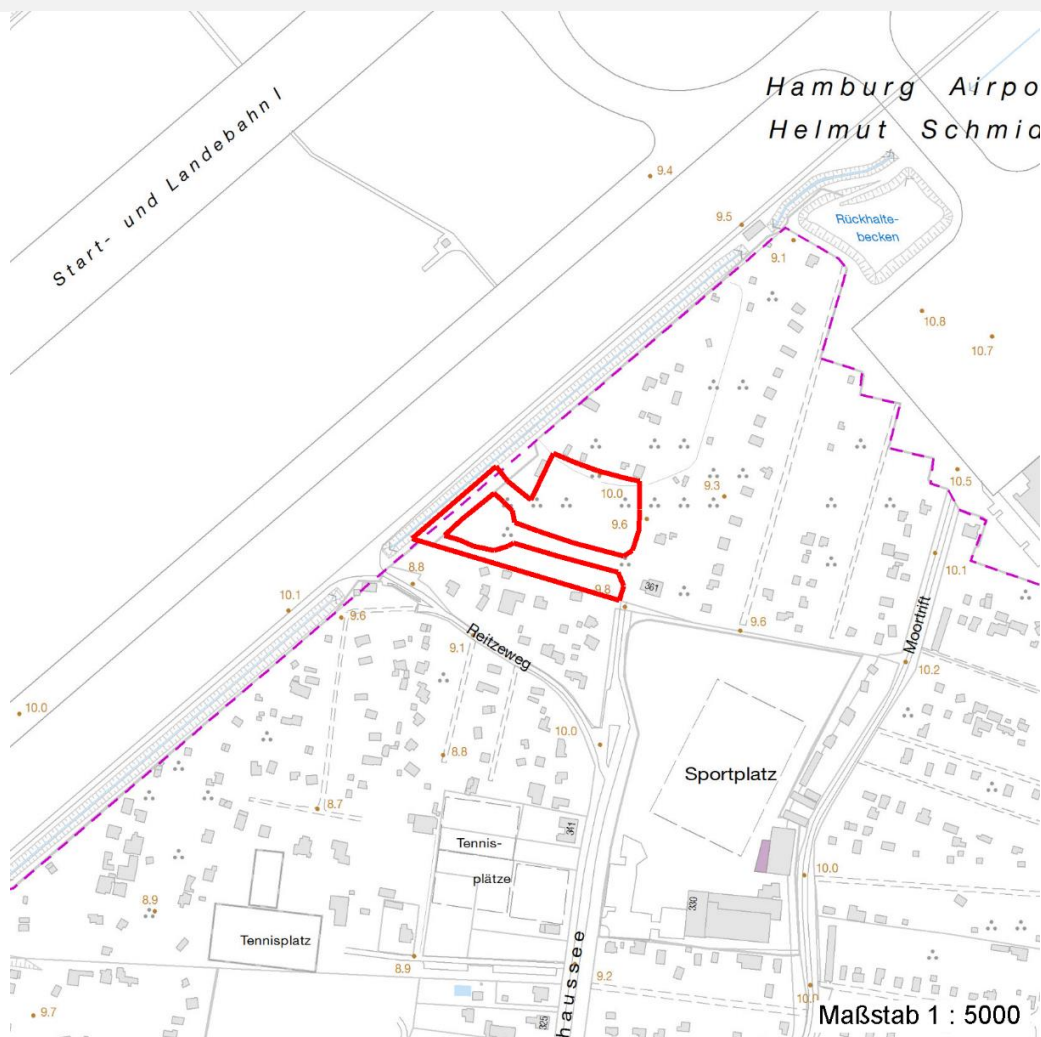 Hamburg Airpo
Helmut Schmid
Start- und Landebahn I
9.4
9.5
Rückhalte-
becken
9.1
10.8
10.7
10.5
9.3
10.0
9.6
8.8
361
9.8
10.1
10.1
9.6
9.6
Reitzeweg
9.1
Moortrift
10.2
10.0
10.0
8.8
Sportplatz
8.7
341
Tennis-
plätze
10.0
8.9
330
Tennisplatz
8.9
9.2
haussee
9.7
325
10.0
Maßstab 1 : 5000